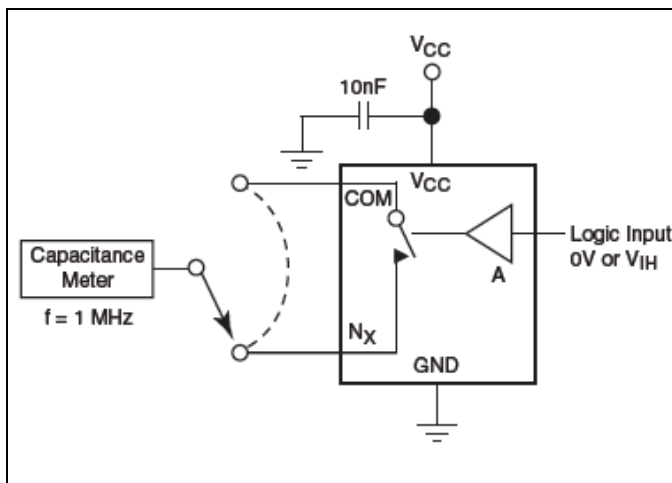 VCC
10nF
VCC
COM
Logic Input
0V or VIH
A
Capacitance
Meter
f = 1 MHz
NX
GND